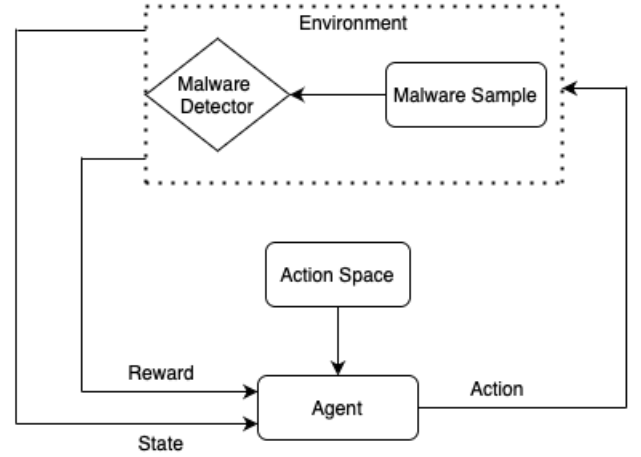 Environment
Malware
Detector
Malware Sample
Action Space
Reward
Agent
Action
State